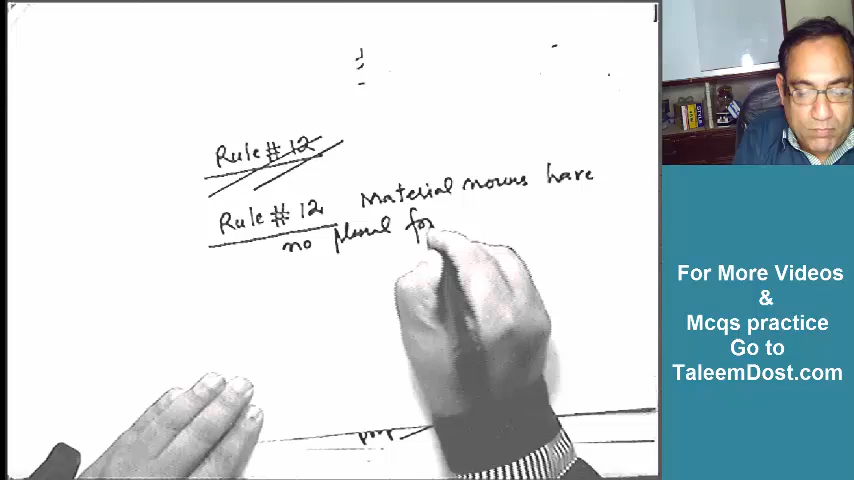 Rule # 12
Rule # 12 Material nouns have
no plural for
For More Videos
&
Mcqs practice
Go to
TaleemDost.com